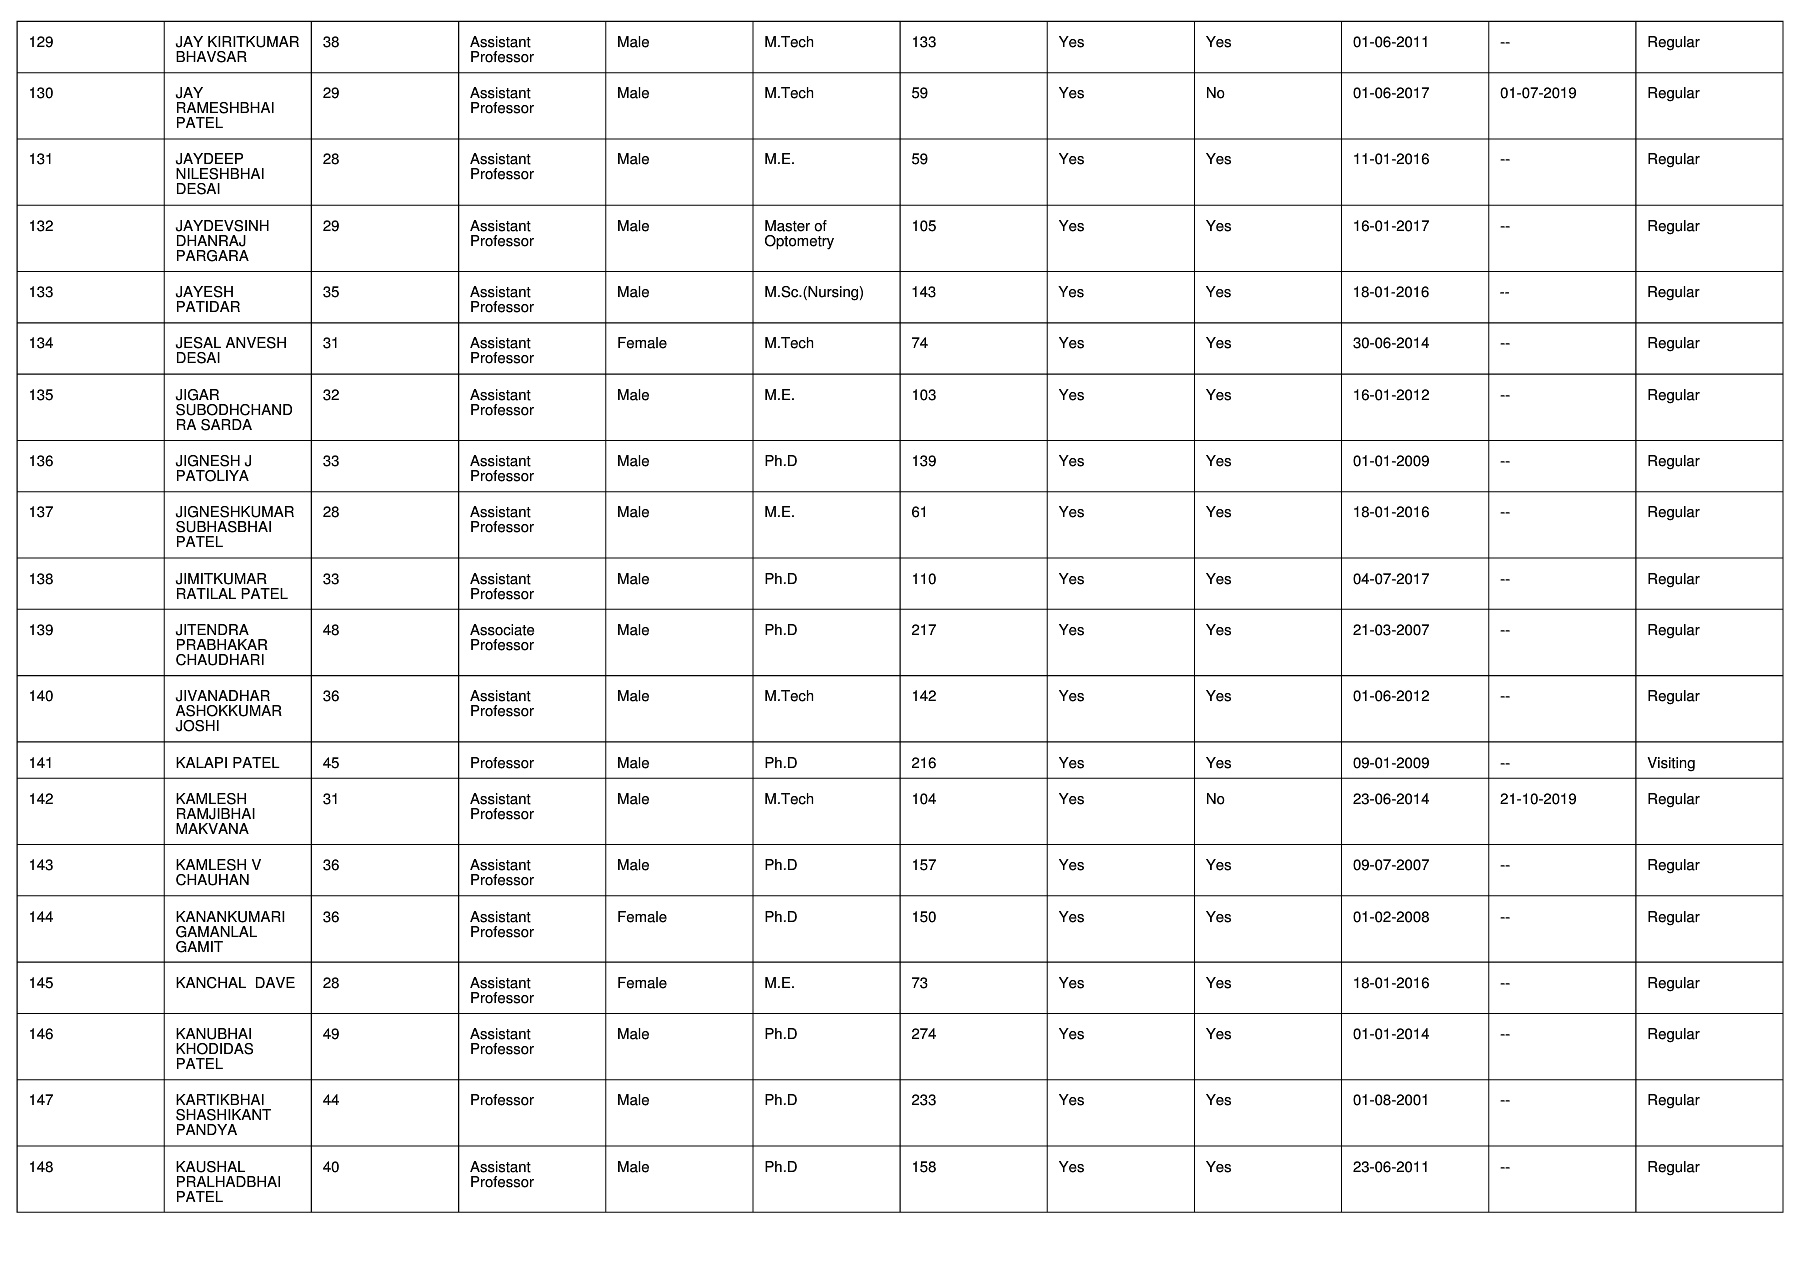 129 JAY KIRITKUMAR 38 Assistant Male M.Tech 133 Yes Yes 01-06-2011 -- Regular
BHAVSAR Professor
130 JAY 29 Assistant Male M.Tech 59 Yes No 01-06-2017 01-07-2019 Regular
RAMESHBHAI Professor
PATEL
131 JAYDEEP 28 Assistant Male M.E. 59 Yes Yes 11-01-2016 -- Regular
NILESHBHAI Professor
DESAI
132 JAYDEVSINH 29 Assistant Male Master of 105 Yes Yes 16-01-2017 -- Regular
DHANRAJ Professor Optometry
PARGARA
133 JAYESH 35 Assistant Male M.Sc.(Nursing) 143 Yes Yes 18-01-2016 -- Regular
PATIDAR Professor
134 JESAL ANVESH 31 Assistant Female M.Tech 74 Yes Yes 30-06-2014 -- Regular
DESAI Professor
135 JIGAR 32 Assistant Male M.E. 103 Yes Yes 16-01-2012 -- Regular
SUBODHCHAND Professor
RA SARDA
136 JIGNESH J 33 Assistant Male Ph.D 139 Yes Yes 01-01-2009 -- Regular
PATOLIYA Professor
137 JIGNESHKUMAR 28 Assistant Male M.E. 61 Yes Yes 18-01-2016 -- Regular
SUBHASBHAI Professor
PATEL
138 JIMITKUMAR 33 Assistant Male Ph.D 110 Yes Yes 04-07-2017 -- Regular
RATILAL PATEL Professor
139 JITENDRA 48 Associate Male Ph.D 217 Yes Yes 21-03-2007 -- Regular
PRABHAKAR Professor
CHAUDHARI
140 JIVANADHAR 36 Assistant Male M.Tech 142 Yes Yes 01-06-2012 -- Regular
ASHOKKUMAR Professor
JOSHI
141 KALAPI PATEL 45 Professor Male Ph.D 216 Yes Yes 09-01-2009 -- Visiting
142 KAMLESH 31 Assistant Male M.Tech 104 Yes No 23-06-2014 21-10-2019 Regular
RAMJIBHAI Professor
MAKVANA
143 KAMLESH V 36 Assistant Male Ph.D 157 Yes Yes 09-07-2007 -- Regular
CHAUHAN Professor
144 KANANKUMARI 36 Assistant Female Ph.D 150 Yes Yes 01-02-2008 -- Regular
GAMANLAL Professor
GAMIT
145 KANCHAL  DAVE 28 Assistant Female M.E. 73 Yes Yes 18-01-2016 -- Regular
Professor
146 KANUBHAI 49 Assistant Male Ph.D 274 Yes Yes 01-01-2014 -- Regular
KHODIDAS Professor
PATEL
147 KARTIKBHAI 44 Professor Male Ph.D 233 Yes Yes 01-08-2001 -- Regular
SHASHIKANT
PANDYA
148 KAUSHAL 40 Assistant Male Ph.D 158 Yes Yes 23-06-2011 -- Regular
PRALHADBHAI Professor
PATEL